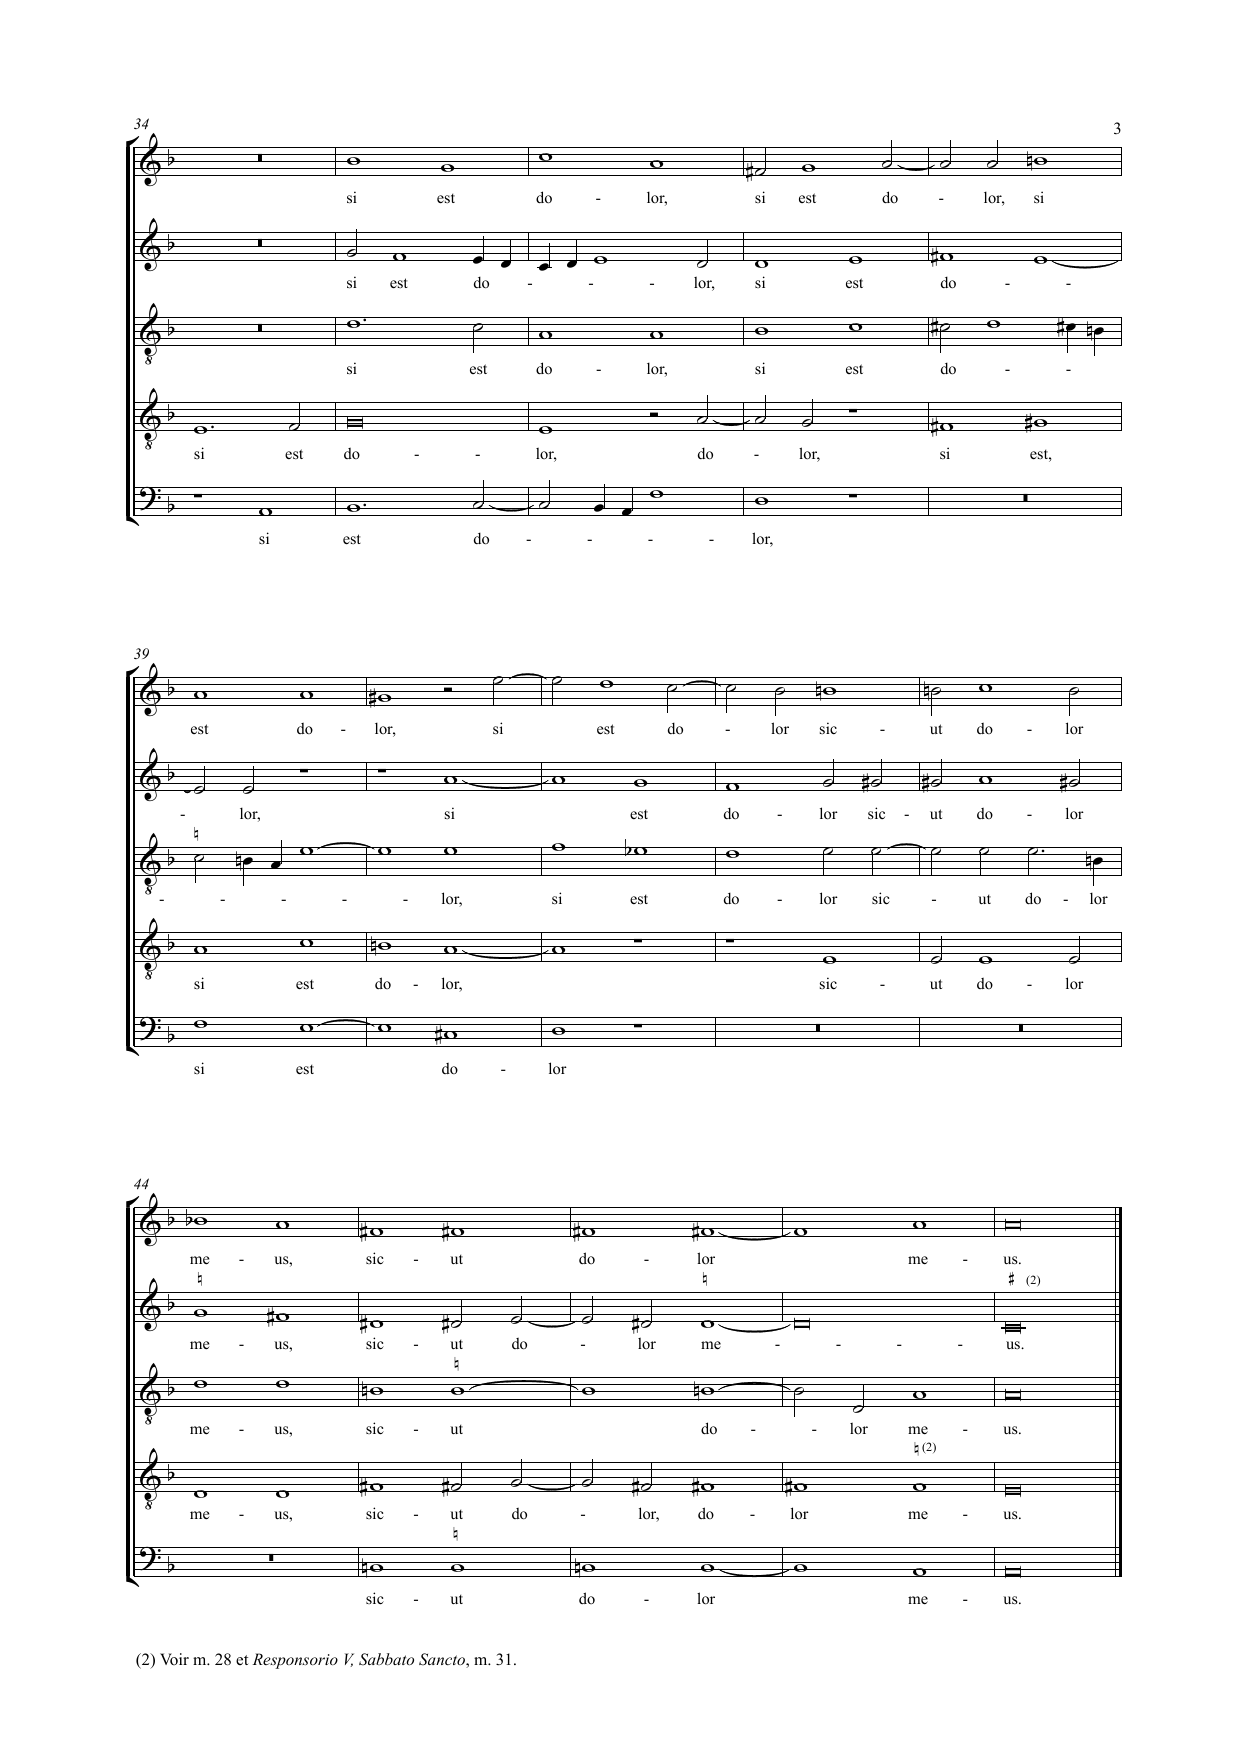 34
3
si est do - lor, si est do - lor, si
si est do - - - lor, si est do - -
si est do - lor, si est do - -
si est do - - lor, do - lor, si est,
si est do - - - - lor,
39
est do - lor, si est do - lor sic - ut do - lor
- lor, si est do - lor sic - ut do - lor
- - - - - lor, si est do - lor sic - ut do - lor
si est do - lor, sic - ut do - lor
si est do - lor
44
me - us, sic - ut do - lor me - us.
(2)
me - us, sic - ut do - lor me - - - us.
me - us, sic - ut do - - lor me - us.
(2)
me - us, sic - ut do - lor, do - lor me - us.
sic - ut do - lor me - us.
(2) Voir m. 28 et Responsorio V, Sabbato Sancto, m. 31.